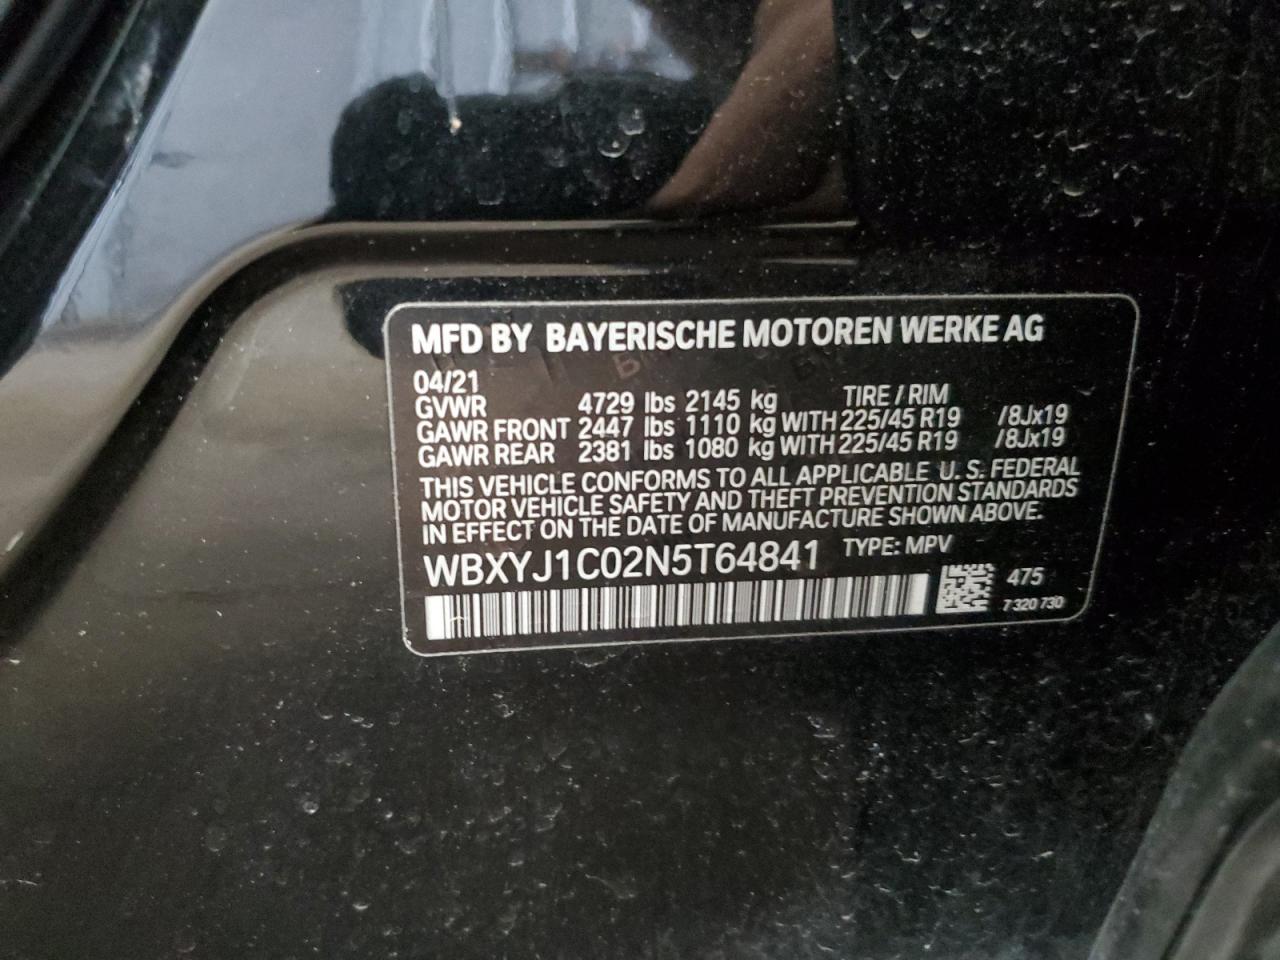 MFD BY BAYERISCHE MOTOREN WERKE AG
04/21
GVWR 4729 lbs 2145 kg TIRE / RIM
GAWR FRONT 2447 lbs 1110 kg WITH 225/45 R19 /8Jx19
GAWR REAR 2381 lbs 1080 kg WITH 225/45 R19 /8Jx19
THIS VEHICLE CONFORMS TO ALL APPLICABLE U. S. FEDERAL
MOTOR VEHICLE SAFETY AND THEFT PREVENTION STANDARDS
IN EFFECT ON THE DATE OF MANUFACTURE SHOWN ABOVE.
WBXYJ1C02N5T64841 TYPE: MPV
475
7 320 730